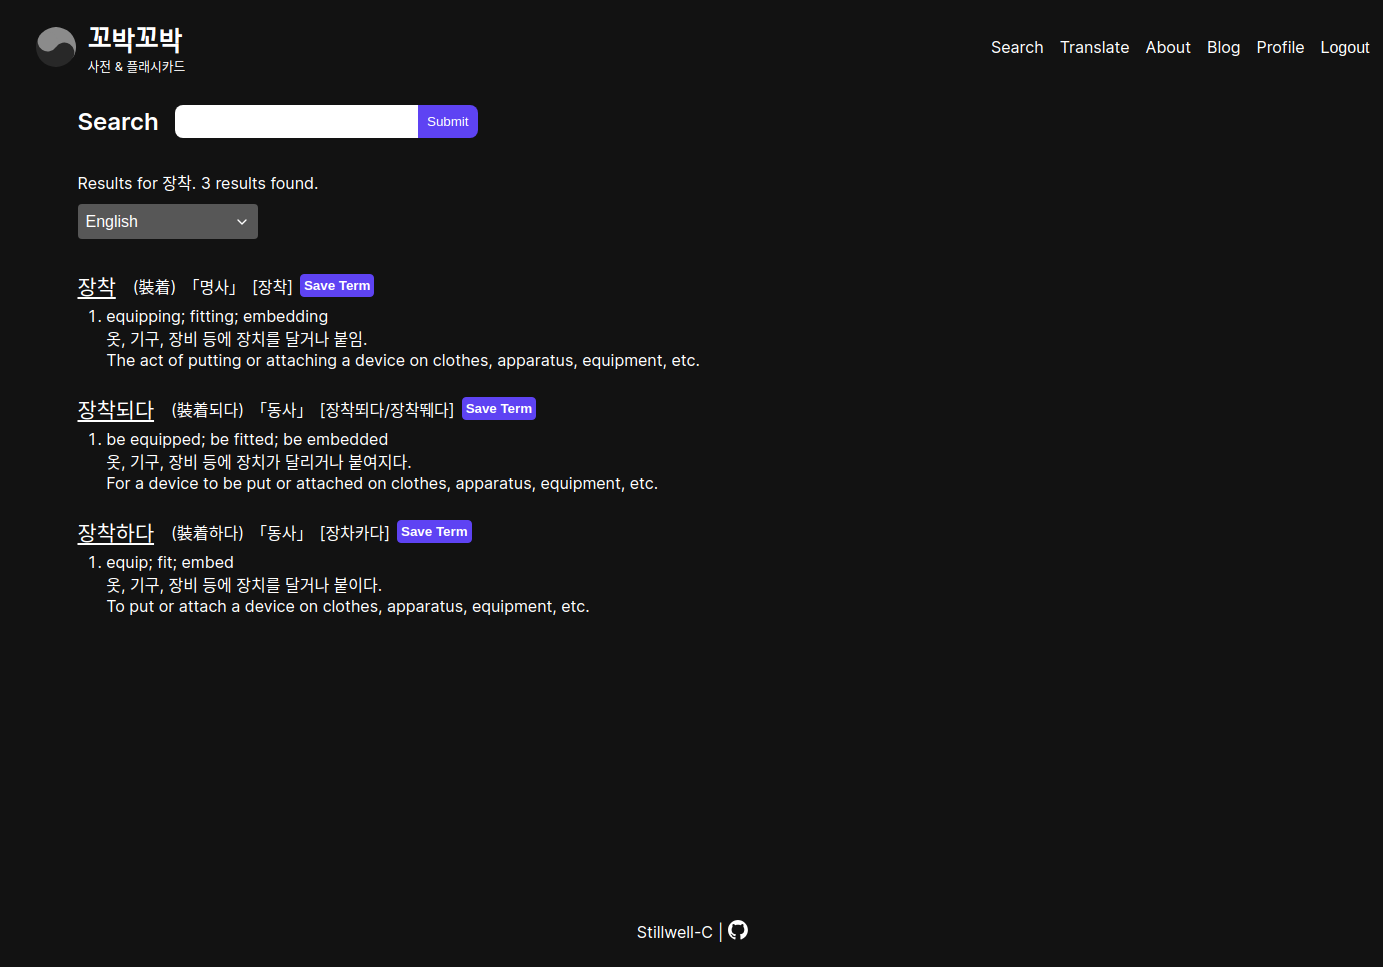 꼬박꼬박
사전 & 플래시카드
Search Translate About Blog Profile Logout
Search Submit
Results for 장착. 3 results found.
English
장착 (裝着) 「명사」 [장착] Save Term
1. equipping; fitting; embedding
옷, 기구, 장비 등에 장치를 달거나 붙임.
The act of putting or attaching a device on clothes, apparatus, equipment, etc.
장착되다 (裝着되다) 「동사」 [장착뙤다/장착뛔다] Save Term
1. be equipped; be fitted; be embedded
옷, 기구, 장비 등에 장치가 달리거나 붙여지다.
For a device to be put or attached on clothes, apparatus, equipment, etc.
장착하다 (裝着하다) 「동사」 [장차카다] Save Term
1. equip; fit; embed
옷, 기구, 장비 등에 장치를 달거나 붙이다.
To put or attach a device on clothes, apparatus, equipment, etc.
Stillwell-C |